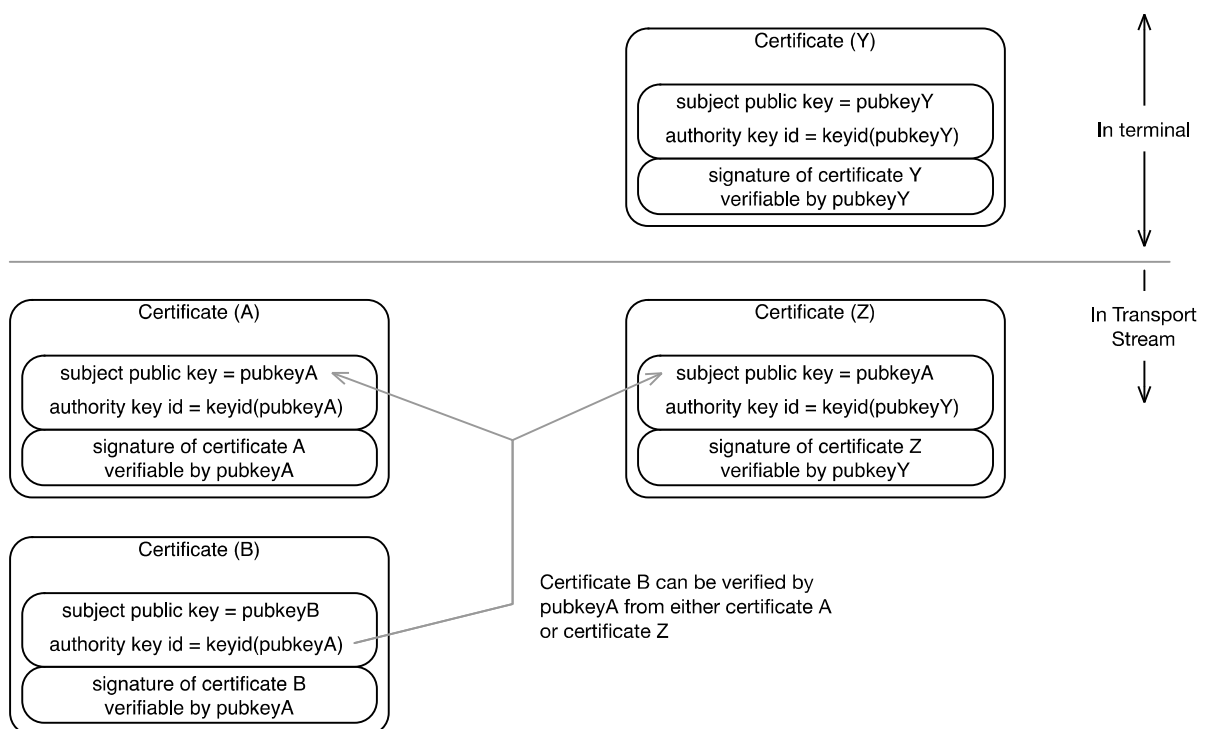 Certificate (Y)
subject public key = pubkeyY
authority key id = keyid(pubkeyY)
signature of certificate Y
verifiable by pubkeyY
In terminal
Certificate (A)
subject public key = pubkeyA
authority key id = keyid(pubkeyA)
signature of certificate A
verifiable by pubkeyA
Certificate (Z)
subject public key = pubkeyA
authority key id = keyid(pubkeyY)
signature of certificate Z
verifiable by pubkeyY
In Transport
Stream
Certificate (B)
subject public key = pubkeyB
authority key id = keyid(pubkeyA)
signature of certificate B
verifiable by pubkeyA
Certificate B can be verified by
pubkeyA from either certificate A
or certificate Z